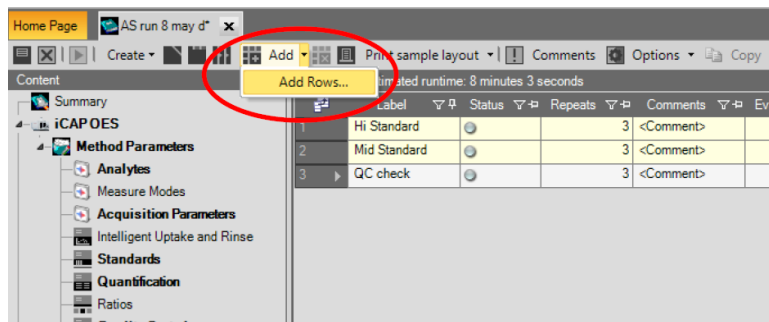 Home Page AS run 8 may d* x
Create Add Print sample layout Comments Options Copy
Add Rows...
Content timated runtime: 8 minutes 3 seconds
Summary
Label Status Repeats Comments Ev
iCAP OES
1 Hi Standard 3 <Comment>
Method Parameters
2 Mid Standard 3 <Comment>
Analytes
3 QC check 3 <Comment>
Measure Modes
Acquisition Parameters
Intelligent Uptake and Rinse
Standards
Quantification
Ratios